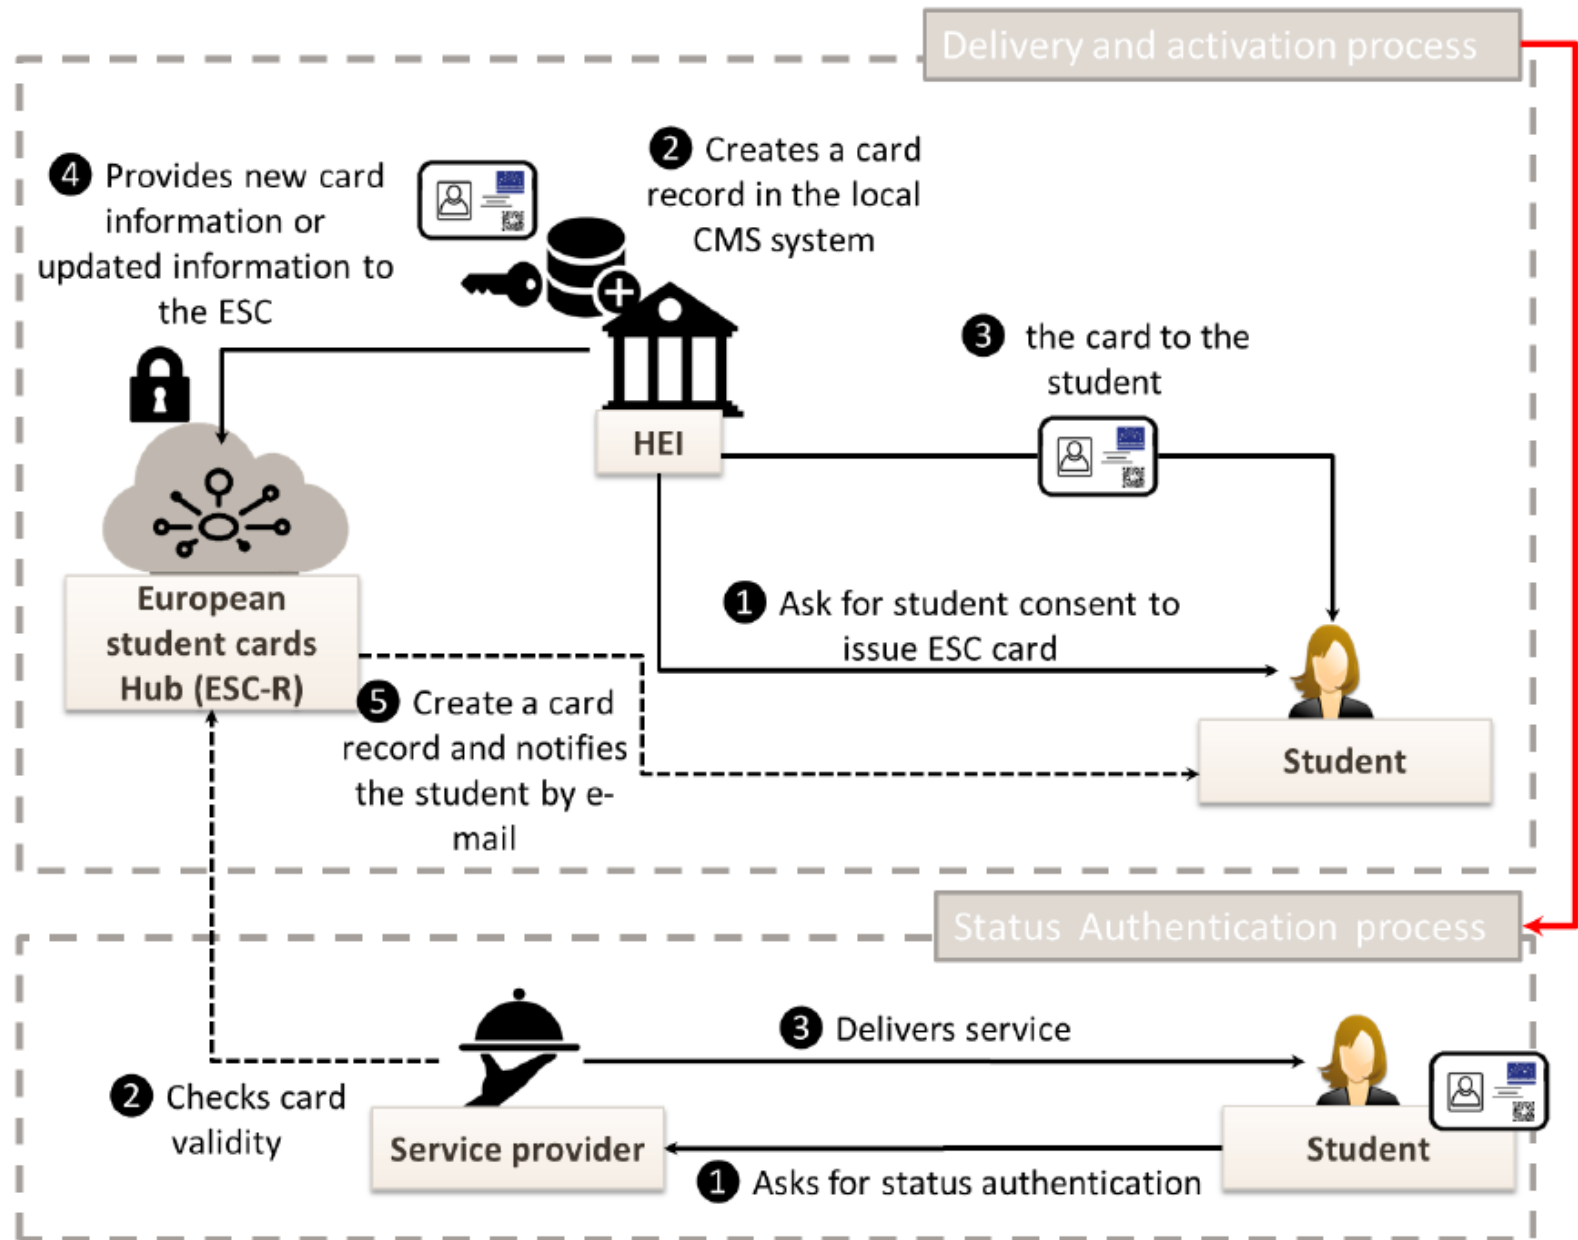 Delivery and activation process
4 Provides new card
information or
updated information to
the ESC
2 Creates a card
record in the local
CMS system
3 the card to the
student
HEI
1 Ask for student consent to
issue ESC card
European
student cards
Hub (ESC-R)
5 Create a card
record and notifies
the student by e-
mail
Student
Status Authentication process
3 Delivers service
2 Checks card
validity
Service provider
Student
1 Asks for status authentication